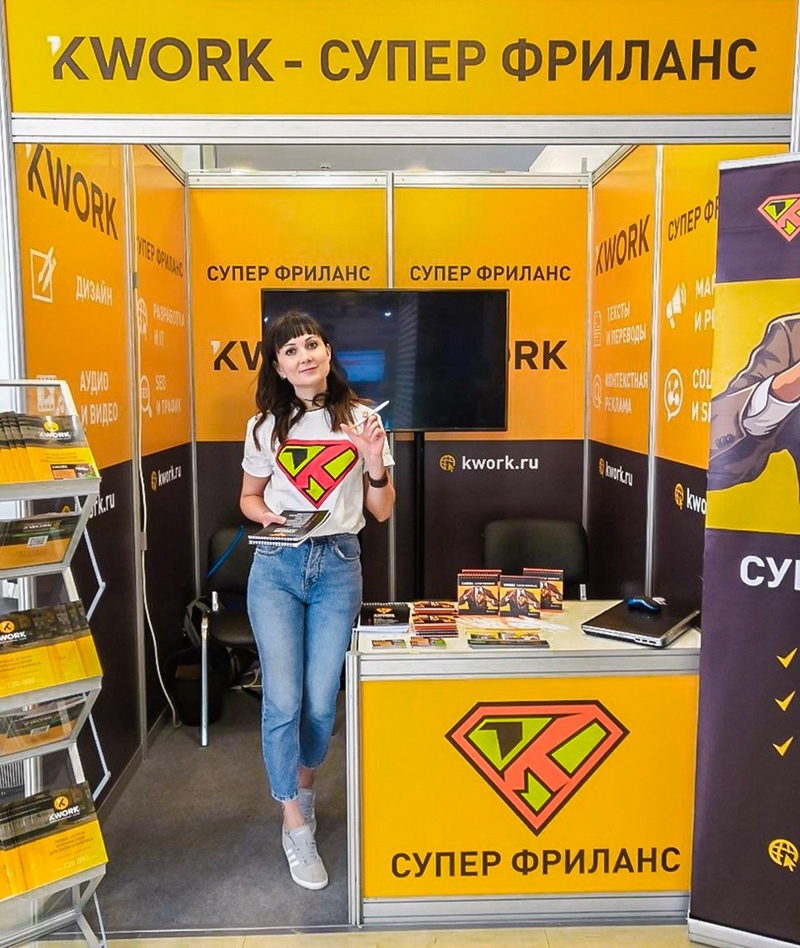 KWORK - СУПЕР ФРИЛАНС
KWORK
ДИЗАЙН
АУДИО
И ВИДЕО
СУПЕР ФРИЛАНС
РАЗРАБОТКА
И IT
SEO
И ТРАФИК
kwork.ru
СУПЕР ФРИЛАНС
СУПЕР ФРИЛАНС
kwork.ru
KWORK
ТЕКСТЫ
И ПЕРЕВОДЫ
КОНТЕКСТНАЯ
РЕКЛАМА
kwork.ru
СУПЕР
KWORK
KWORK
KWORK
СУПЕР ФРИЛАНС